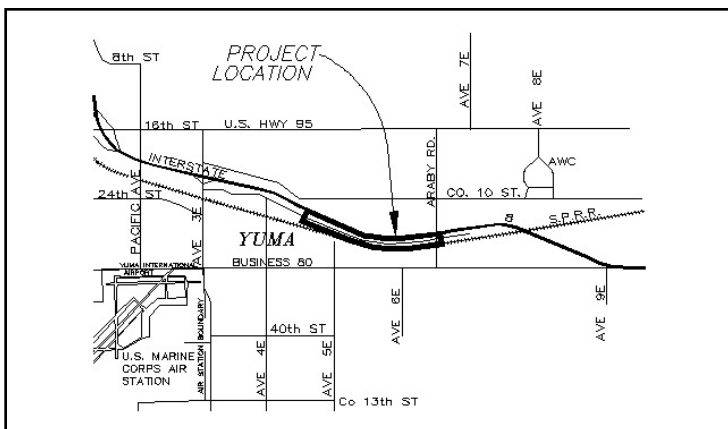 8th ST
PROJECT
LOCATION
AVE 7E
AVE 8E
16th ST
U.S. HWY 95
INTERSTATE
ARABY RD.
AWC
24th ST
CO. 10 ST.
PACIFIC AVE
AVE 3E
8
S.P.R.R.
YUMA
BUSINESS 80
YUMA INTERNATIONAL
AIRPORT
AIR STATION BOUNDARY
AVE 6E
AVE 9E
40th ST
U.S. MARINE
CORPS AIR
STATION
AVE 4E
AVE 5E
Co 13th ST